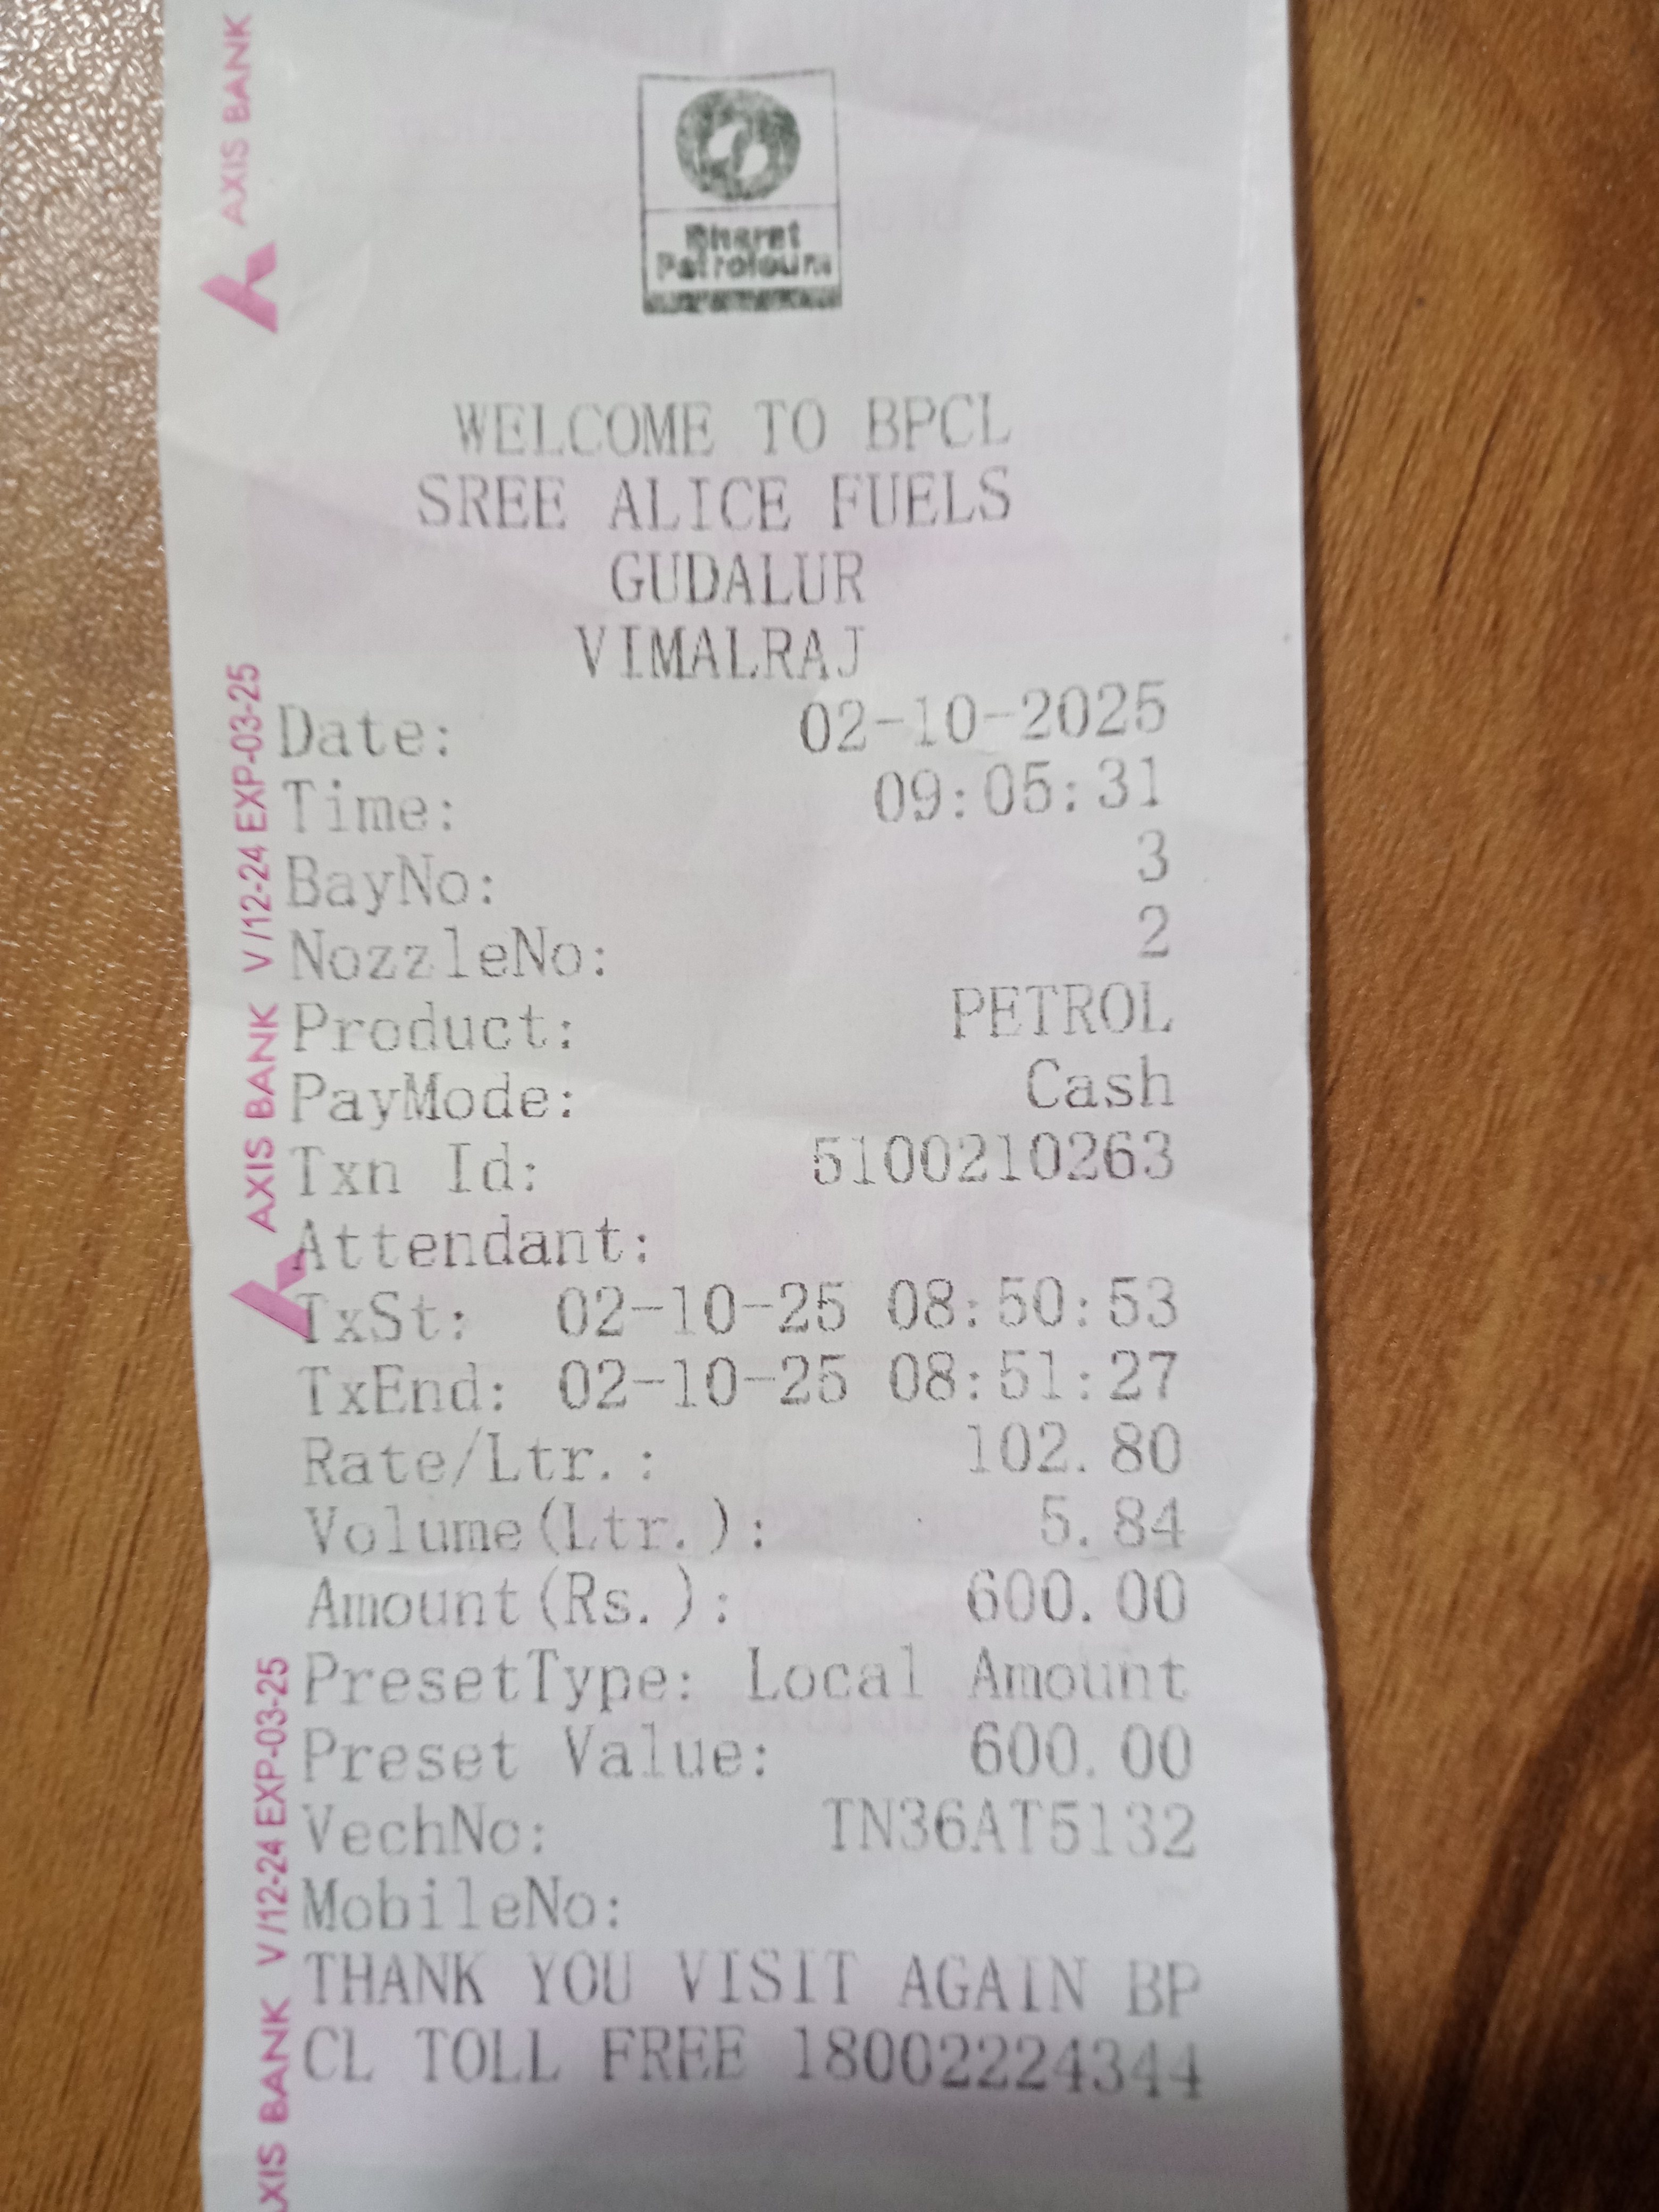 Bharat
Petroleum
WELCOME TO BPCL
SREE ALICE FUELS
GUDALUR
VIMALRAJ
Date: 02-10-2025
Time: 09:05:31
BayNo: 3
NozzleNo: 2
Product: PETROL
PayMode: Cash
Txn Id: 5100210263
Attendant:
TxSt: 02-10-25 08:50:53
TxEnd: 02-10-25 08:51:27
Rate/Ltr.: 102.80
Volume(Ltr.): 5.84
Amount(Rs.): 600.00
PresetType: Local Amount
Preset Value: 600.00
VechNo: TN36AT5132
MobileNo:
THANK YOU VISIT AGAIN BP
CL TOLL FREE 18002224344
AXIS BANK
AXIS BANK V/12-24 EXP-03-25
AXIS BANK V/12-24 EXP-03-25